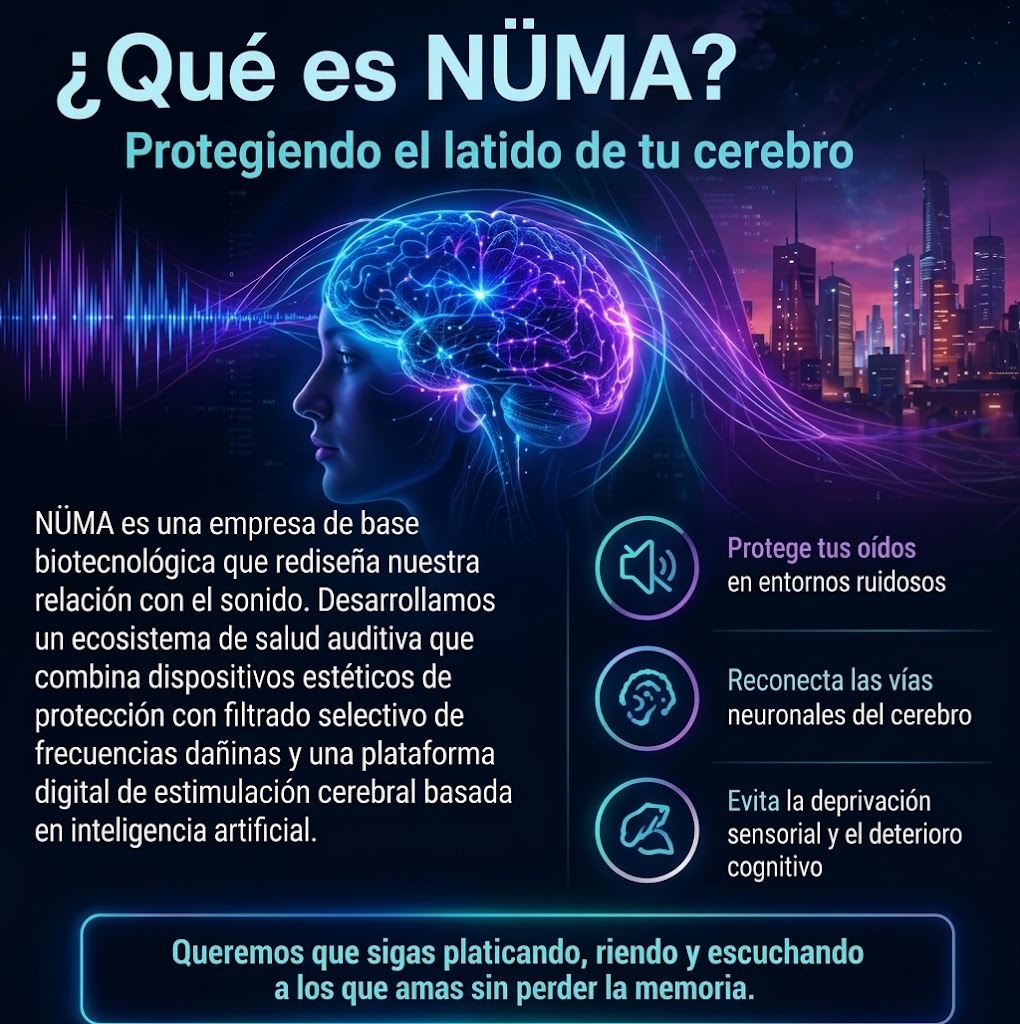 ¿Qué es NÜMA?
Protegiendo el latido de tu cerebro
NÜMA es una empresa de base
biotecnológica que rediseña nuestra
relación con el sonido. Desarrollamos
un ecosistema de salud auditiva que
combina dispositivos estéticos de
protección con filtrado selectivo de
frecuencias dañinas y una plataforma
digital de estimulación cerebral basada
en inteligencia artificial.
Protege tus oídos
en entornos ruidosos
Reconecta las vías
neuronales del cerebro
Evita la deprivación
sensorial y el deterioro
cognitivo
Queremos que sigas platicando, riendo y escuchando
a los que amas sin perder la memoria.